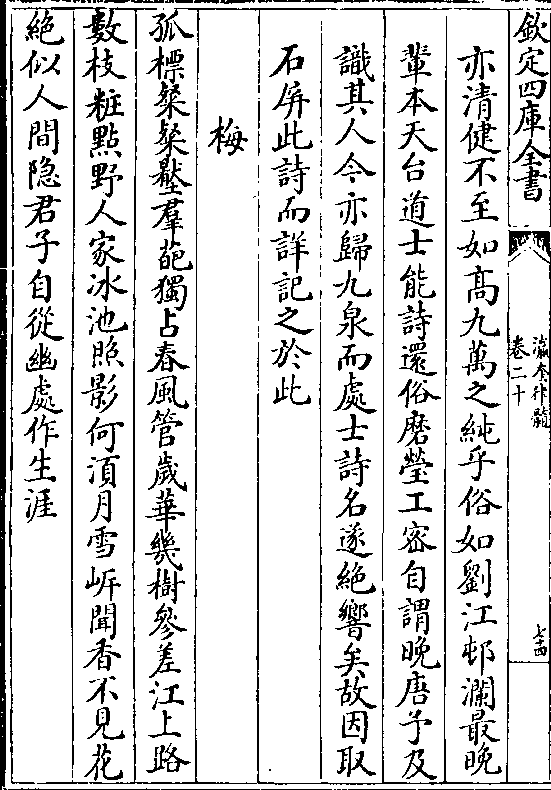 欽定四庫全書
瀛奎律髓
卷二十
七十四
亦清健不至如髙九萬之純乎俗如劉江邨瀾最晚
輩本天台道士能詩還俗磨瑩工密自謂晚唐予及
識其人今亦歸九泉而處士詩名遂絶響矣故因取
石屏此詩而詳記之於此
梅
孤標粲粲壓羣葩獨占春風管歲華幾樹參差江上路
數枝粧點野人家冰池照影何湏月雪岸聞香不見花
絶似人間隠君子自從幽處作生涯